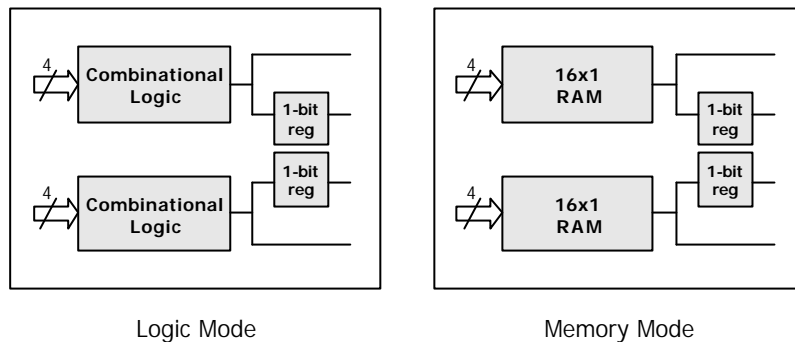 4
Combinational
Logic
1-bit
reg
4
Combinational
Logic
1-bit
reg
Logic Mode
4
16x1
RAM
1-bit
reg
4
16x1
RAM
1-bit
reg
Memory Mode